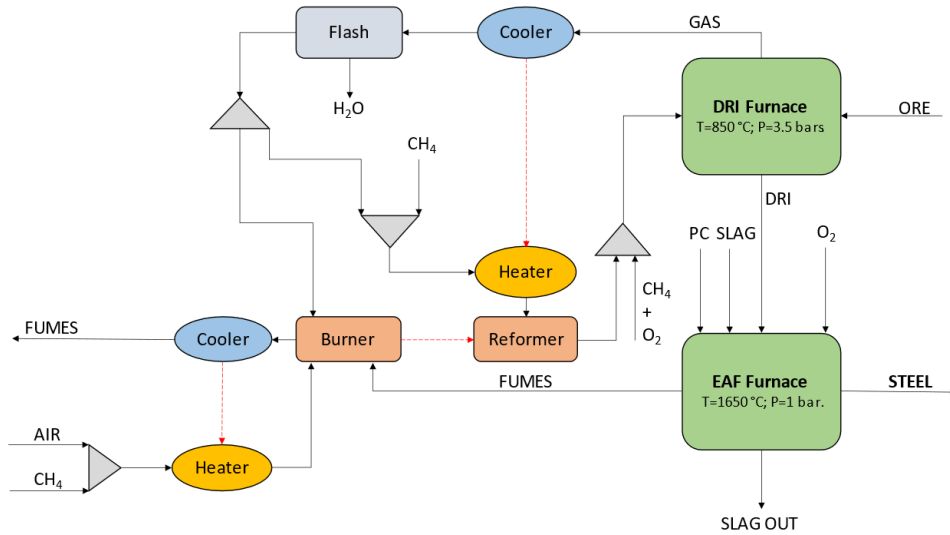 GAS
Flash
Cooler
H₂O
DRI Furnace
T=850 °C; P=3.5 bars
ORE
CH₄
DRI
PC SLAG
O₂
Heater
CH₄
+
O₂
FUMES
Cooler
Burner
Reformer
FUMES
EAF Furnace
T=1650 °C; P=1 bar.
STEEL
AIR
CH₄
Heater
SLAG OUT